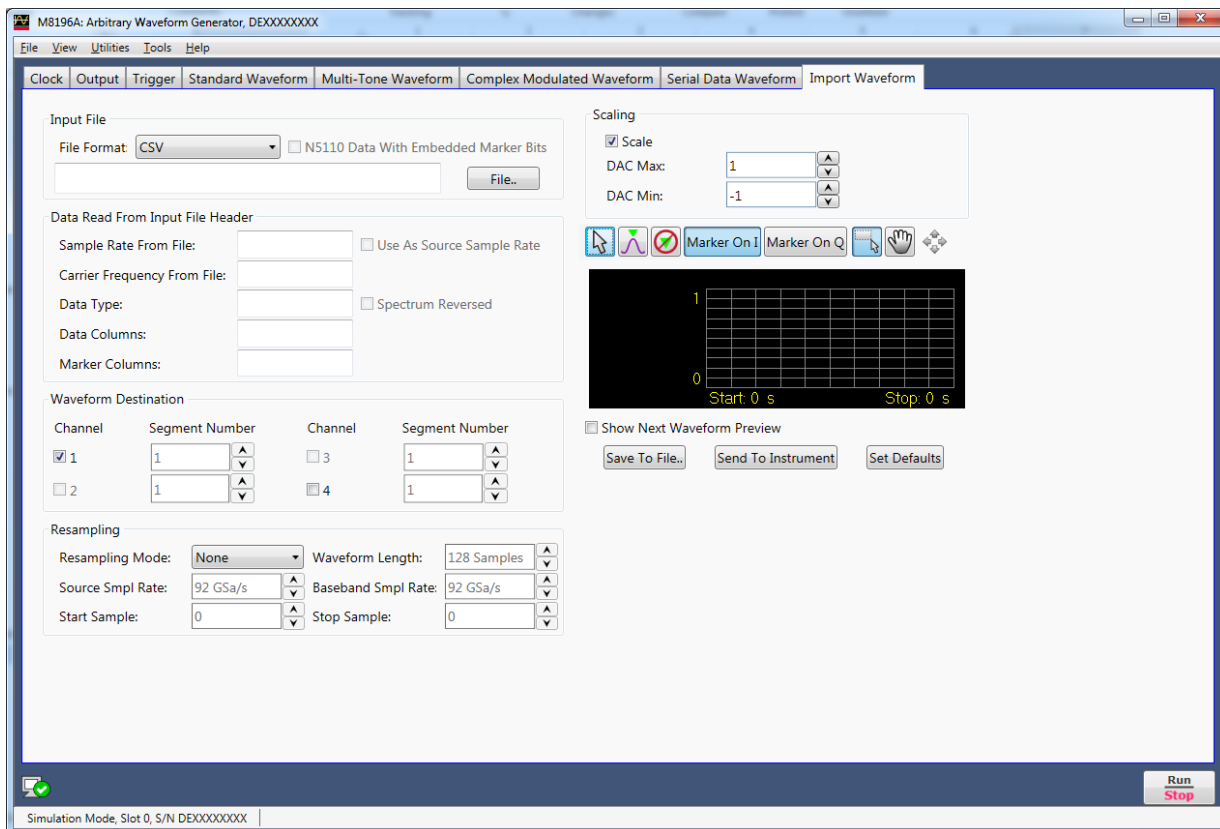 M8196A: Arbitrary Waveform Generator, DEXXXXXXXX
File View Utilities Tools Help
Clock Output Trigger Standard Waveform Multi-Tone Waveform Complex Modulated Waveform Serial Data Waveform Import Waveform
Input File
File Format: CSV N5110 Data With Embedded Marker Bits
File..
Data Read From Input File Header
Sample Rate From File: Use As Source Sample Rate
Carrier Frequency From File:
Data Type: Spectrum Reversed
Data Columns:
Marker Columns:
Waveform Destination
Channel Segment Number Channel Segment Number
1 1 3 1
2 1 4 1
Resampling
Resampling Mode: None Waveform Length: 128 Samples
Source Smpl Rate: 92 GSa/s Baseband Smpl Rate: 92 GSa/s
Start Sample: 0 Stop Sample: 0
Scaling
Scale
DAC Max: 1
DAC Min: -1
Marker On I Marker On Q
1
0
Start: 0 s Stop: 0 s
Show Next Waveform Preview
Save To File.. Send To Instrument Set Defaults
Run
Stop
Simulation Mode, Slot 0, S/N DEXXXXXXXX